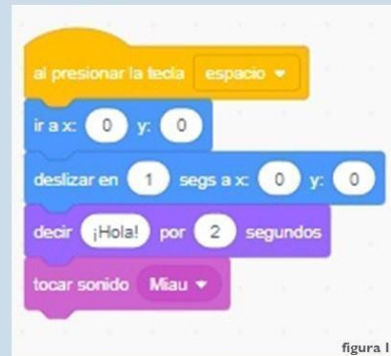 al presionar la tecla espacio
ir a x: 0 y: 0
deslizar en 1 segs a x: 0 y: 0
decir ¡Hola! por 2 segundos
tocar sonido Miau
figura 1